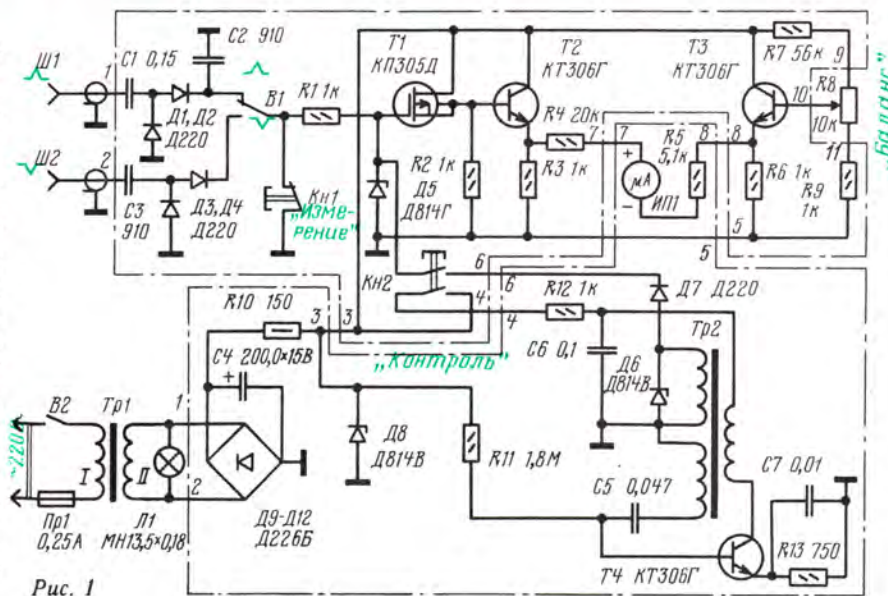 Ш1
1
С1 0,15
С2 910
Д1, Д2
Д220
В1
R1 1к
Т1
КП305Д
Т2
КТ306Г
Т3
КТ306Г
R7 56к
9
R8
10
10к
11
R4 20к
7
7
R5
5,1к
8
8
+
μА
–
ИП1
R2 1к
R3 1к
R6 1к
R9
1к
„Баланс"
Ш2
2
С3
910
Д3, Д4
Д220
Кн1
„Изме-
рение"
Д5
Д814Г
5
5
Кн2
6
6
4
4
„Контроль"
R12 1к
Д7 Д220
Тр2
R10 150
3
3
С4 200,0×15В
+
С6 0,1
Д6
Д814В
В2
Тр1
1
~220В
I
II
2
Пр1
0,25А
Л1
МН13,5×0,18
Д9-Д12
Д226Б
Д8
Д814В
R11 1,8М
С5 0,047
С7 0,01
R13 750
Т4 КТ306Г
Рис. 1